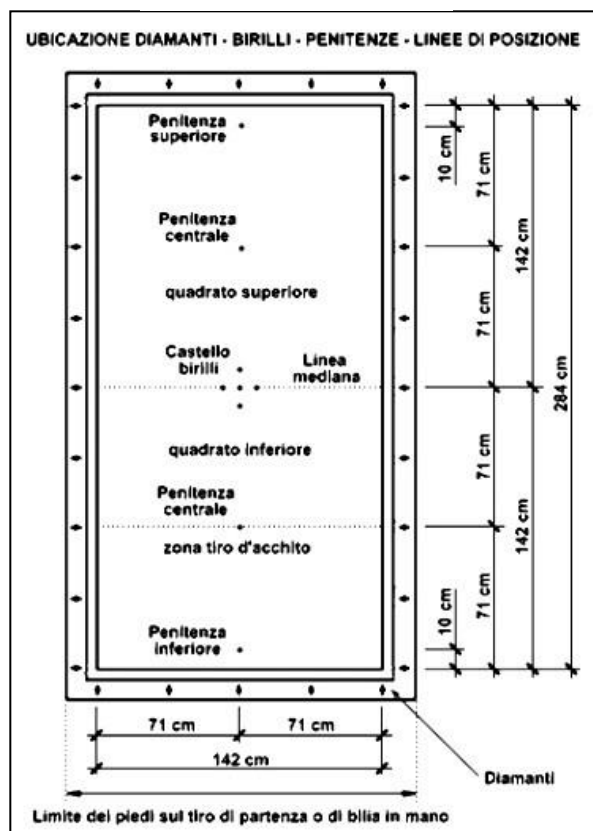 UBICAZIONE DIAMANTI - BIRILLI - PENITENZE - LINEE DI POSIZIONE
Penitenza
superiore
10 cm
71 cm
Penitenza
centrale
142 cm
quadrato superiore
71 cm
Castello
birilli
Linea
mediana
284 cm
quadrato inferiore
71 cm
Penitenza
centrale
142 cm
zona tiro d'acchito
71 cm
Penitenza
inferiore
10 cm
71 cm
71 cm
142 cm
Diamanti
Limite dei piedi sul tiro di partenza o di bilia in mano